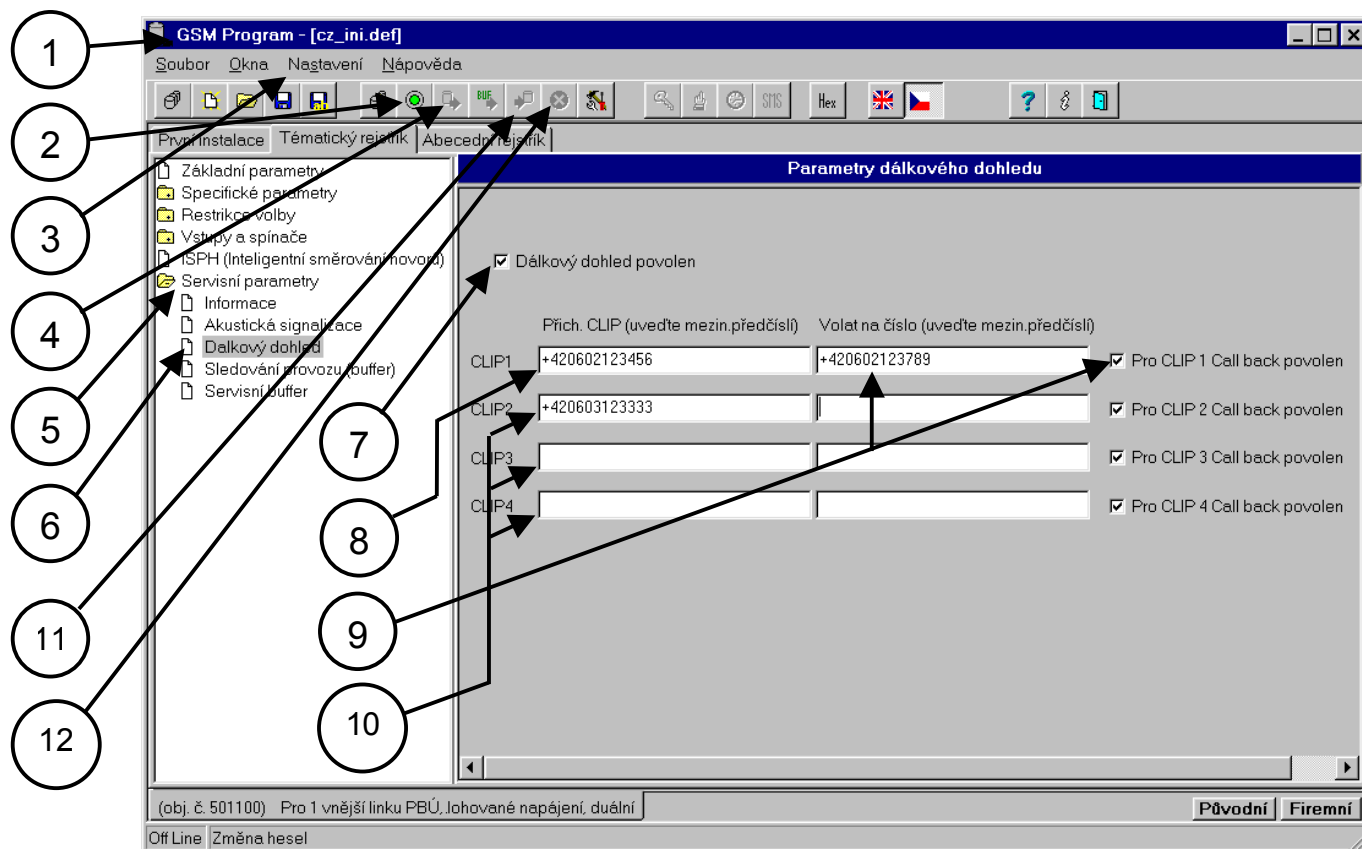 GSM Program - [cz_ini.def]
Soubor Okna Nastavení Nápověda
BUF SMS Hex ?
První instalace Tématický rejstřík Abecední rejstřík
Základní parametry
Specifické parametry
Restrikce volby
Vstupy a spínače
ISPH (Inteligentní směrování hovorů)
Servisní parametry
Informace
Akustická signalizace
Dalkový dohled
Sledování provozu (buffer)
Servisní buffer
Parametry dálkového dohledu
Dálkový dohled povolen
Přich. CLIP (uveďte mezin.předčíslí) Volat na číslo (uveďte mezin.předčíslí)
CLIP1 +420602123456 +420602123789 Pro CLIP 1 Call back povolen
CLIP2 +420603123333 Pro CLIP 2 Call back povolen
CLIP3 Pro CLIP 3 Call back povolen
CLIP4 Pro CLIP 4 Call back povolen
(obj. č. 501100) Pro 1 vnější linku PBÚ, .lohované napájení, duální
Původní Firemní
Off Line Změna hesel
1
2
3
4
5
6
11
12
7
8
9
10